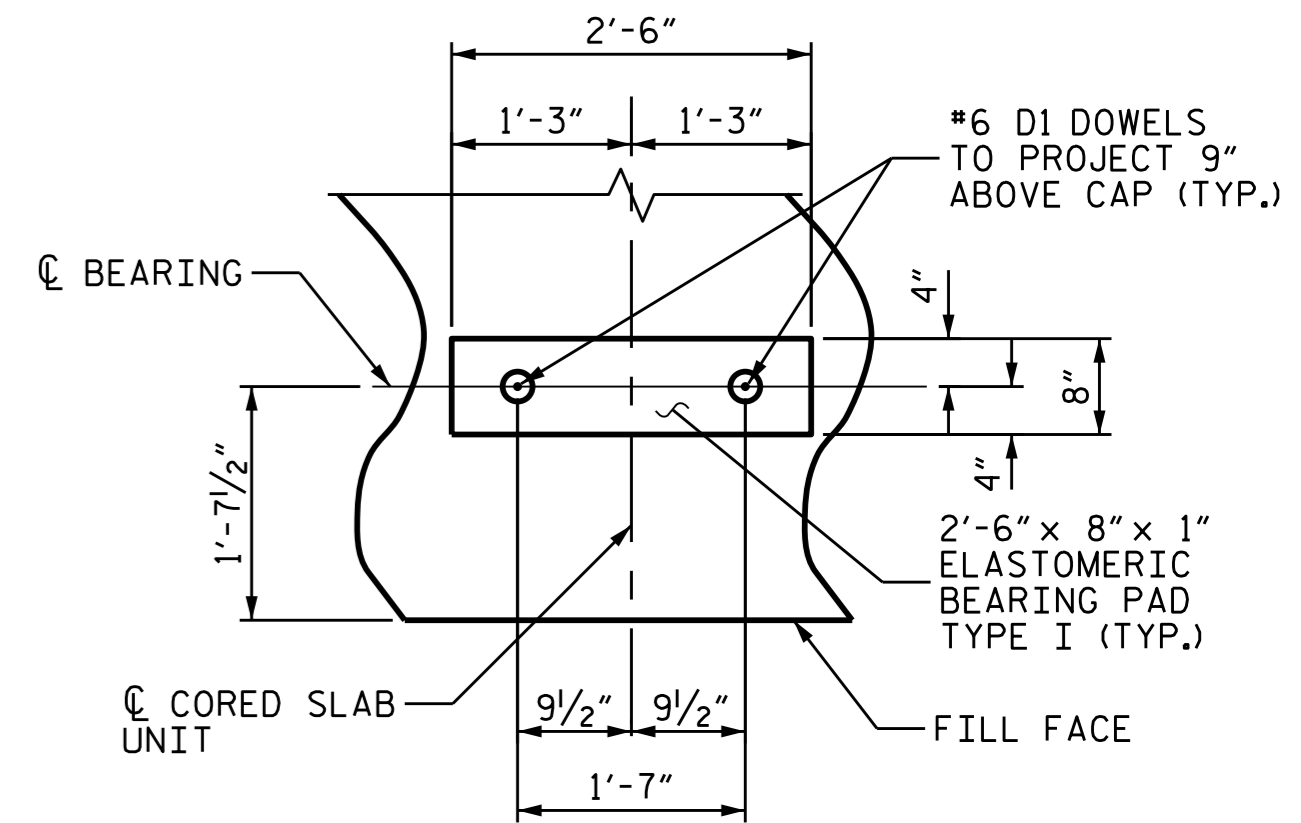 2'-6"
1'-3" 1'-3"
#6 D1 DOWELS
TO PROJECT 9"
ABOVE CAP (TYP.)
℄ BEARING
4"
8"
4"
1'-7½"
2'-6" x 8" x 1"
ELASTOMERIC
BEARING PAD
TYPE I (TYP.)
℄ CORED SLAB
UNIT
9½" 9½"
FILL FACE
1'-7"